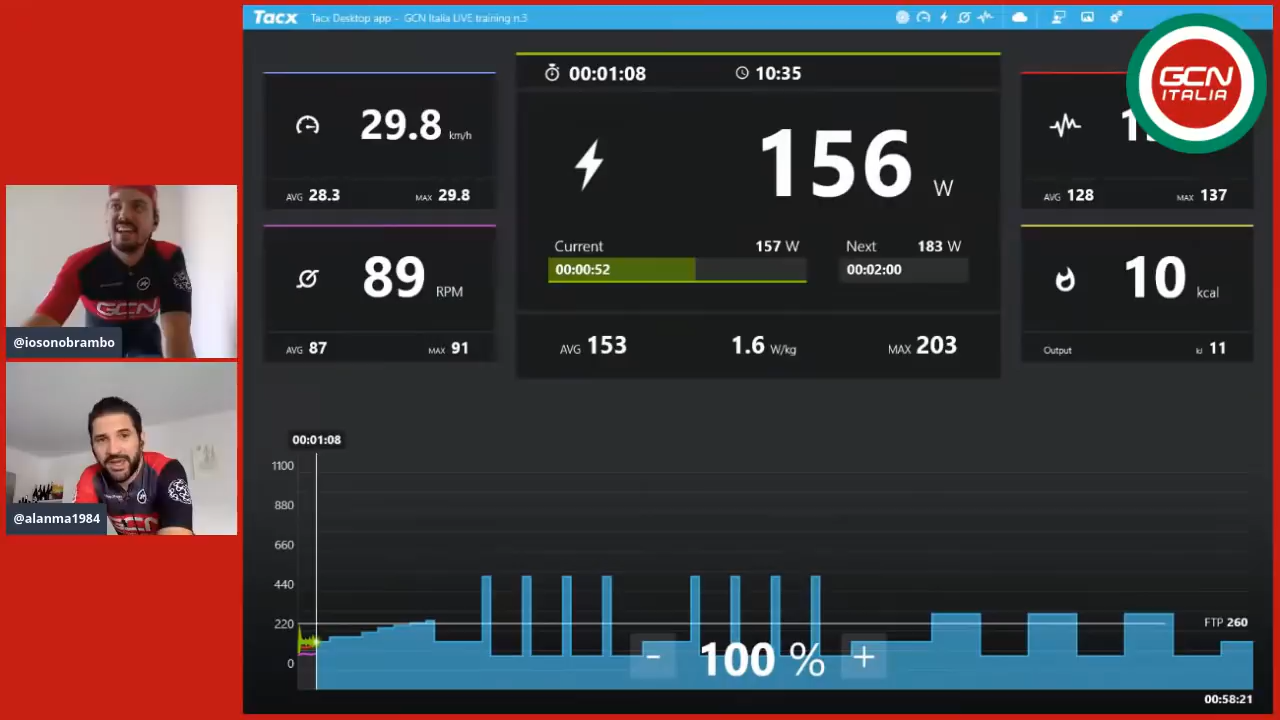 Tacx Tacx Desktop app - GCN Italia LIVE training n.3
GCN
ITALIA
29.8 km/h
AVG 28.3 MAX 29.8
89 RPM
AVG 87 MAX 91
00:01:08 10:35
156 W
Current 157 W
00:00:52
Next 183 W
00:02:00
AVG 153 1.6 W/kg MAX 203
AVG 128 MAX 137
10 kcal
Output kJ 11
GCN
@iosonobrambo
@alanma1984
00:01:08
1100
880
660
440
220
0
FTP 260
- 100 % +
00:58:21